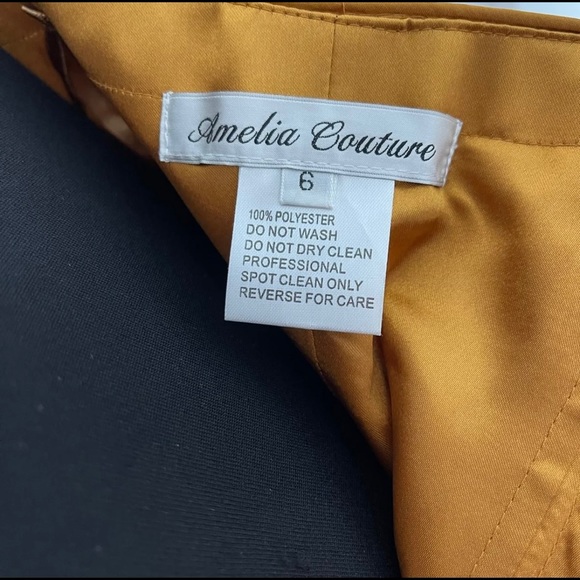 Amelia Couture
6
100% POLYESTER
DO NOT WASH
DO NOT DRY CLEAN
PROFESSIONAL
SPOT CLEAN ONLY
REVERSE FOR CARE